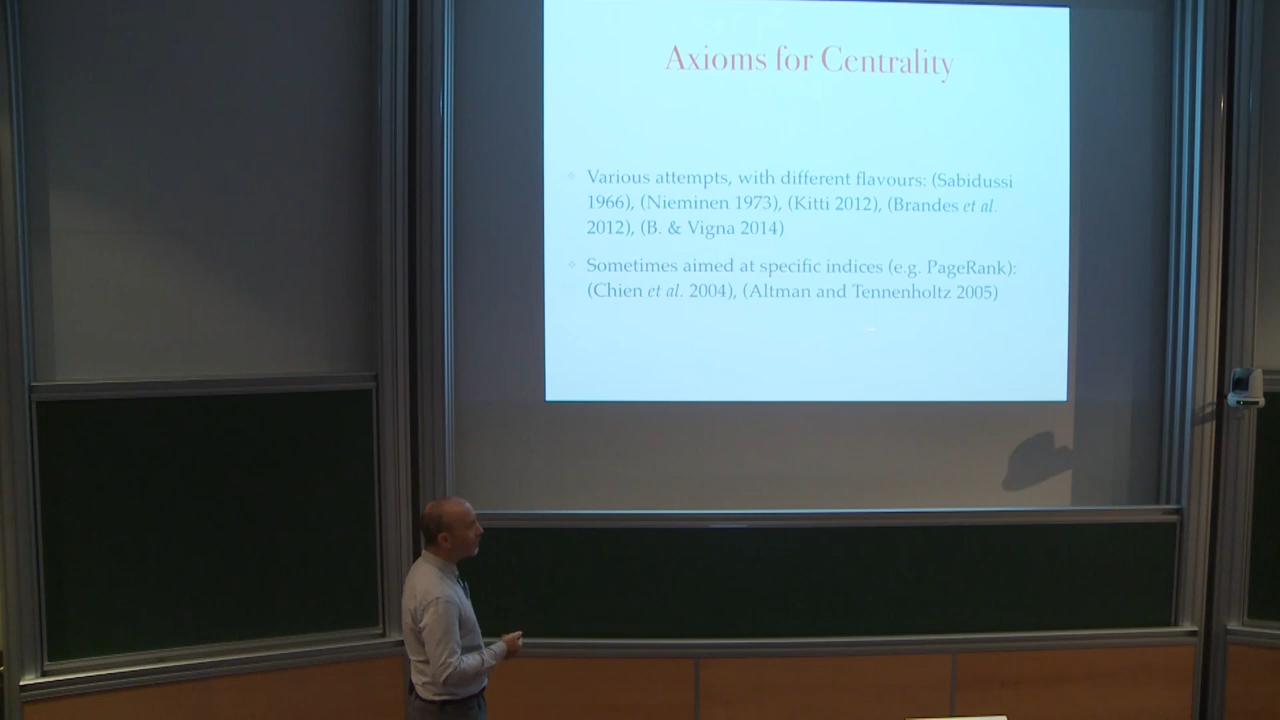 Axioms for Centrality
Various attempts, with different flavours: (Sabidussi
1966), (Nieminen 1973), (Kitti 2012), (Brandes et al.
2012), (B. & Vigna 2014)
Sometimes aimed at specific indices (e.g. PageRank):
(Chien et al. 2004), (Altman and Tennenholtz 2005)